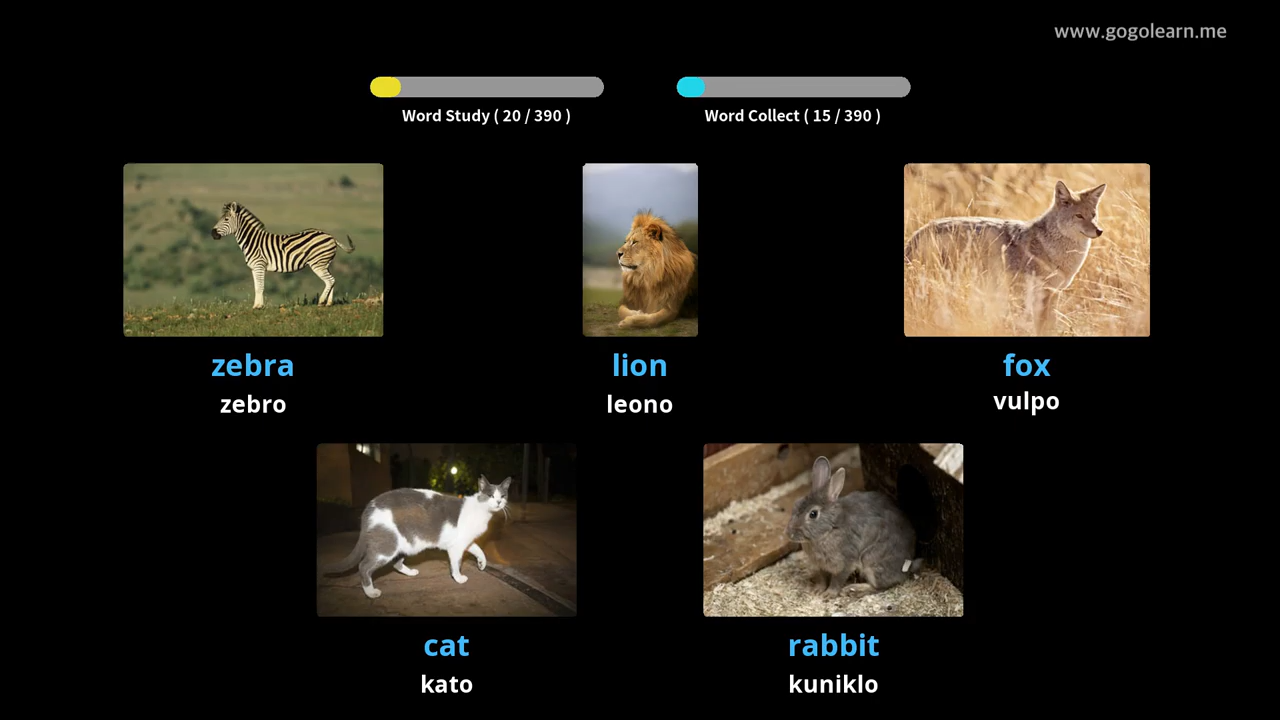 www.gogolearn.me
Word Study ( 20 / 390 )
Word Collect ( 15 / 390 )
zebra
zebro
lion
leono
fox
vulpo
cat
kato
rabbit
kuniklo